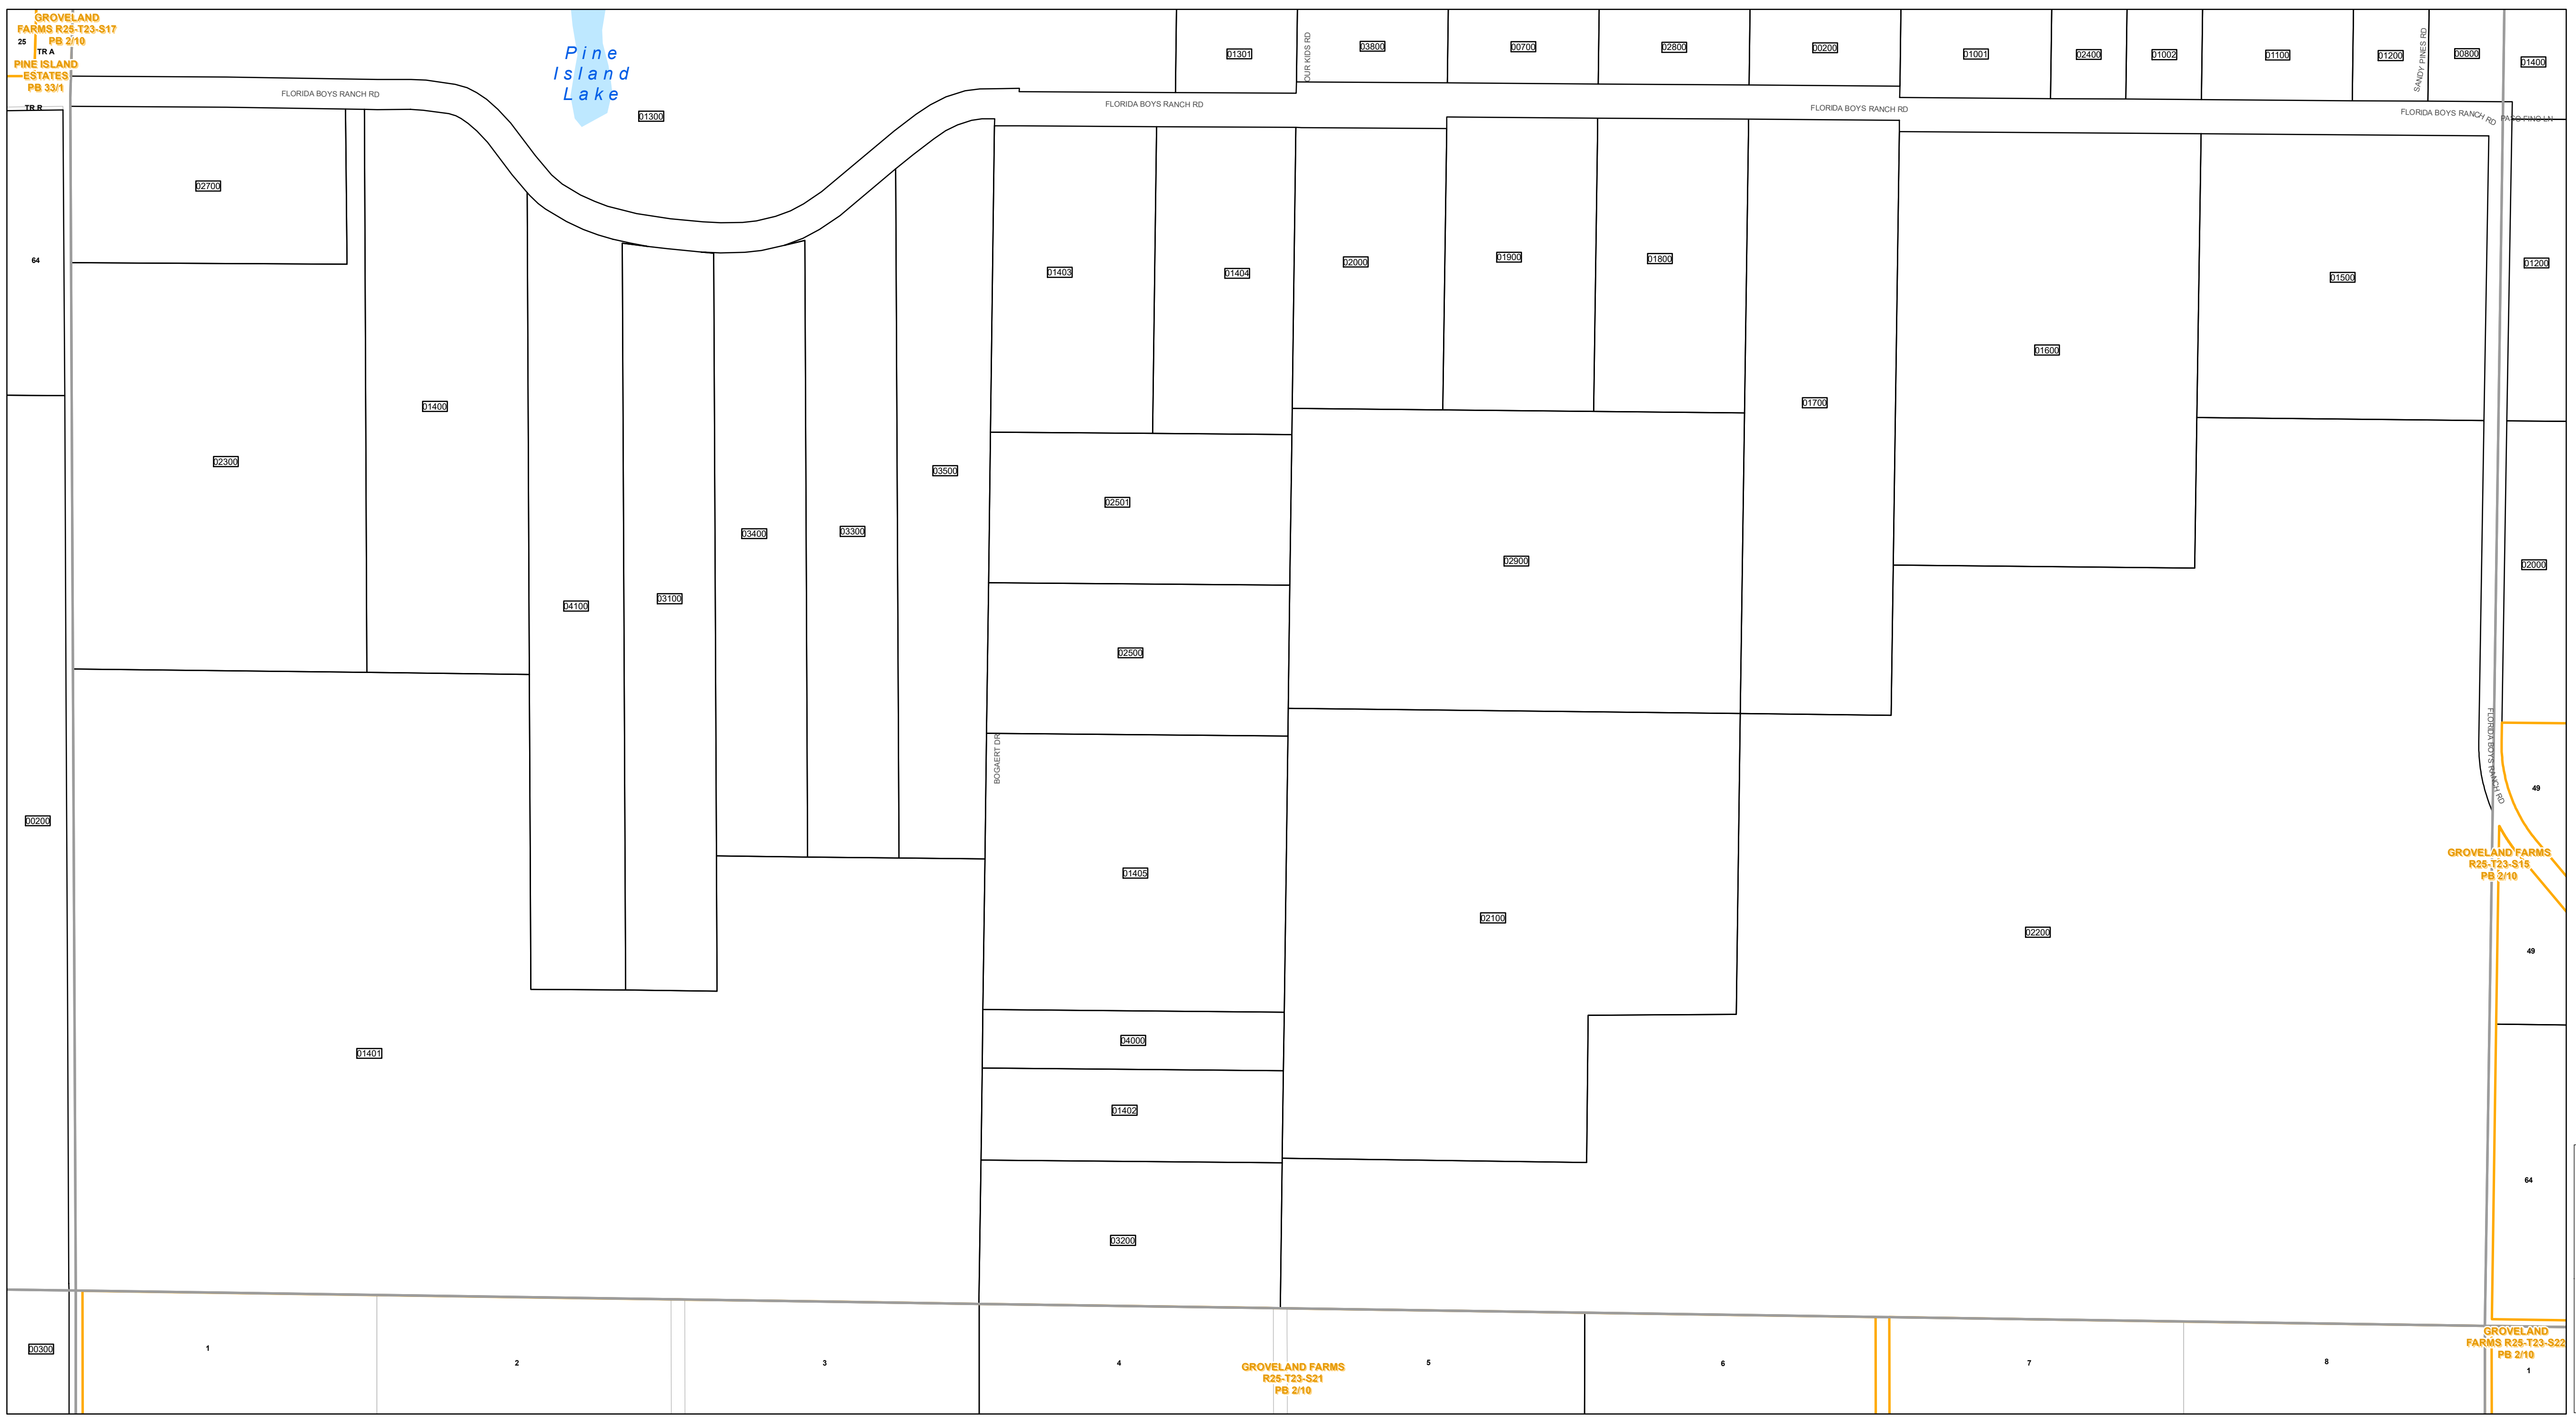 GROVELAND
FARMS R25-T23-S17
PB 2/10
25
TR A
PINE ISLAND
ESTATES
PB 33/1
TR R
Pine
Island
Lake
01301
OUR KIDS RD
03800
00700
02800
00200
01001
02400
01002
01100
01200
SANDY PINES RD
00800
01400
FLORIDA BOYS RANCH RD
01300
FLORIDA BOYS RANCH RD
FLORIDA BOYS RANCH RD
FLORIDA BOYS RANCH RD
PASO FINO LN
02700
64
01403
01404
02000
01900
01800
01500
01200
01600
01400
01700
02300
03500
02501
03400
03300
02900
02000
04100
03100
02500
FLORIDA BOYS RANCH RD
BOGAERT DR
49
00200
GROVELAND FARMS
R25-T23-S15
PB 2/10
01405
02100
02200
49
04000
01401
01402
64
03200
GROVELAND
FARMS R25-T23-S22
PB 2/10
00300
1
2
3
4
GROVELAND FARMS
R25-T23-S21
PB 2/10
5
6
7
8
1